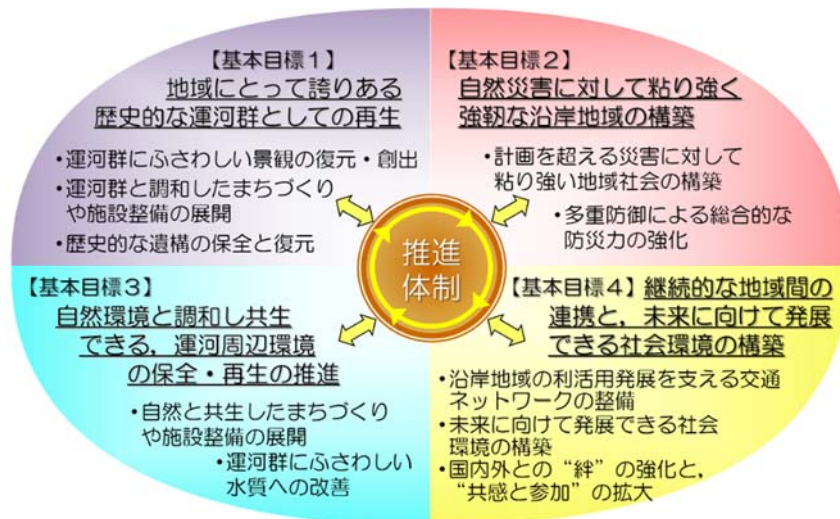 【基本目標1】
地域にとって誇りある
歴史的な運河群としての再生
・運河群にふさわしい景観の復元・創出
・運河群と調和したまちづくり
や施設整備の展開
・歴史的な遺構の保全と復元
【基本目標2】
自然災害に対して粘り強く
強靭な沿岸地域の構築
・計画を超える災害に対して
粘り強い地域社会の構築
・多重防御による総合的な
防災力の強化
推進
体制
【基本目標3】
自然環境と調和し共生
できる，運河周辺環境
の保全・再生の推進
・自然と共生したまちづくり
や施設整備の展開
・運河群にふさわしい
水質への改善
【基本目標4】継続的な地域間の
連携と，未来に向けて発展
できる社会環境の構築
・沿岸地域の利活用発展を支える交通
ネットワークの整備
・未来に向けて発展できる社会
環境の構築
・国内外との“絆”の強化と，
“共感と参加”の拡大